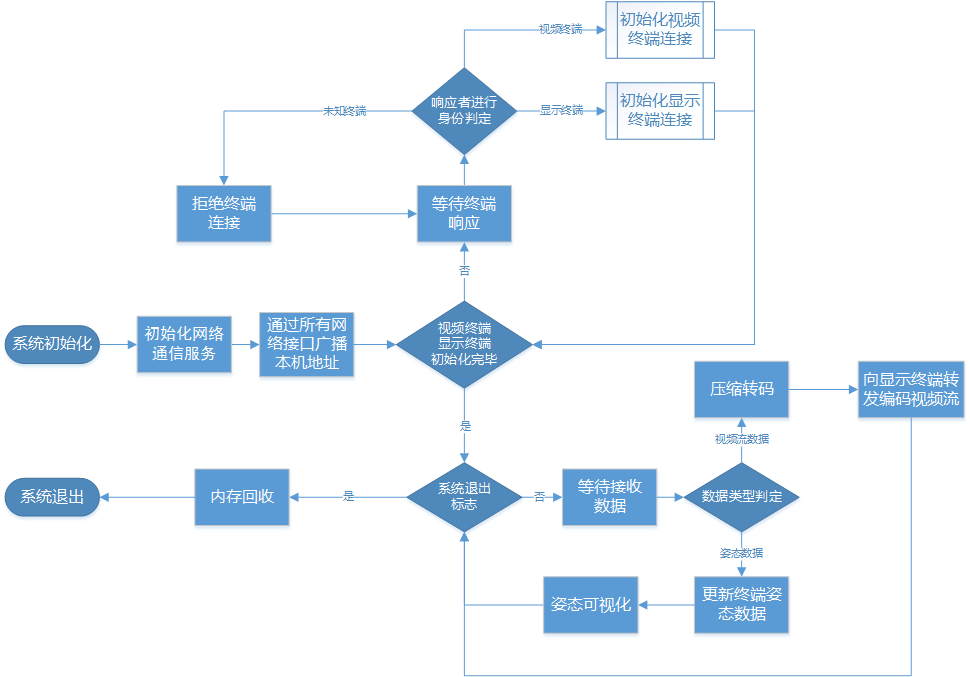 视频终端
初始化视频
终端连接
响应者进行
身份判定
未知终端
显示终端
初始化显示
终端连接
拒绝终端
连接
等待终端
响应
否
系统初始化
初始化网络
通信服务
通过所有网
络接口广播
本机地址
视频终端
显示终端
初始化完毕
是
压缩转码
向显示终端转
发编码视频流
视频流数据
系统退出
内存回收
是
系统退出
标志
否
等待接收
数据
数据类型判定
姿态数据
姿态可视化
更新终端姿
态数据